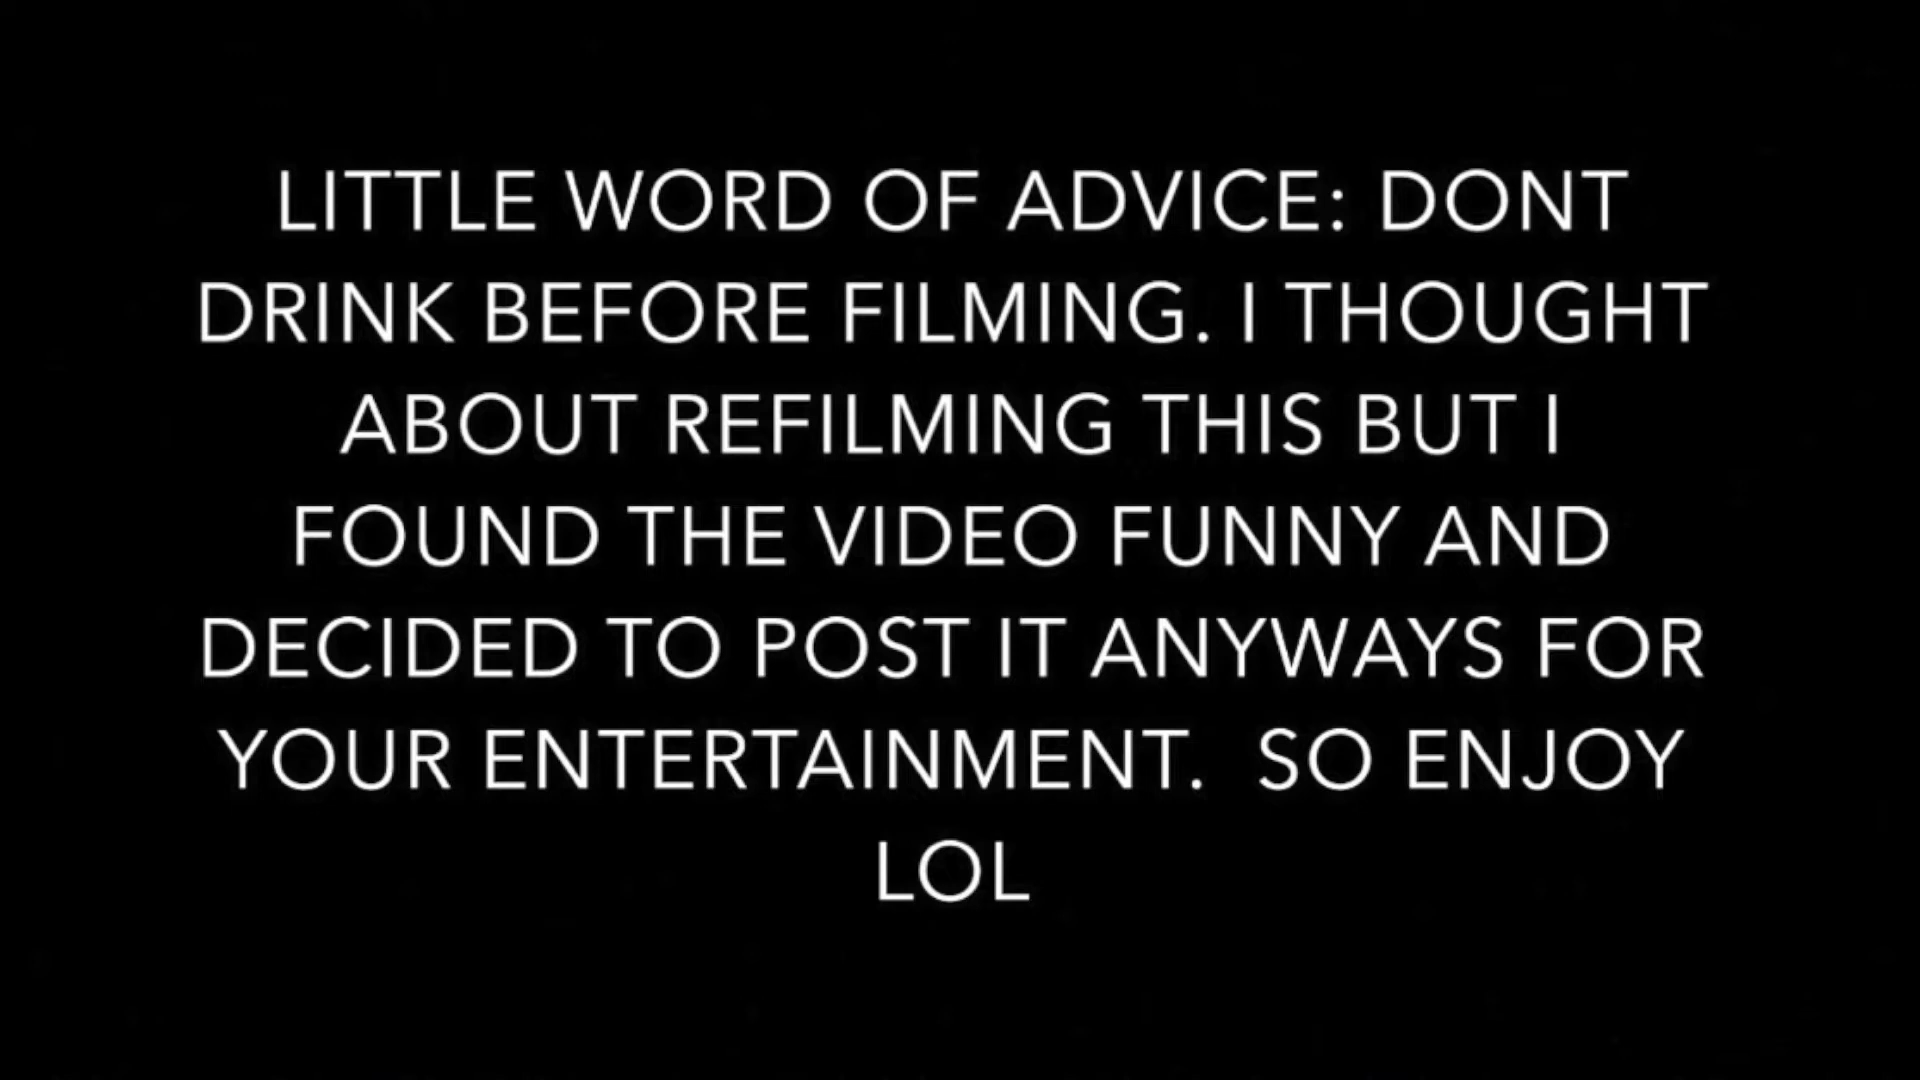 LITTLE WORD OF ADVICE: DONT
DRINK BEFORE FILMING. I THOUGHT
ABOUT REFILMING THIS BUT I
FOUND THE VIDEO FUNNY AND
DECIDED TO POST IT ANYWAYS FOR
YOUR ENTERTAINMENT.  SO ENJOY
LOL